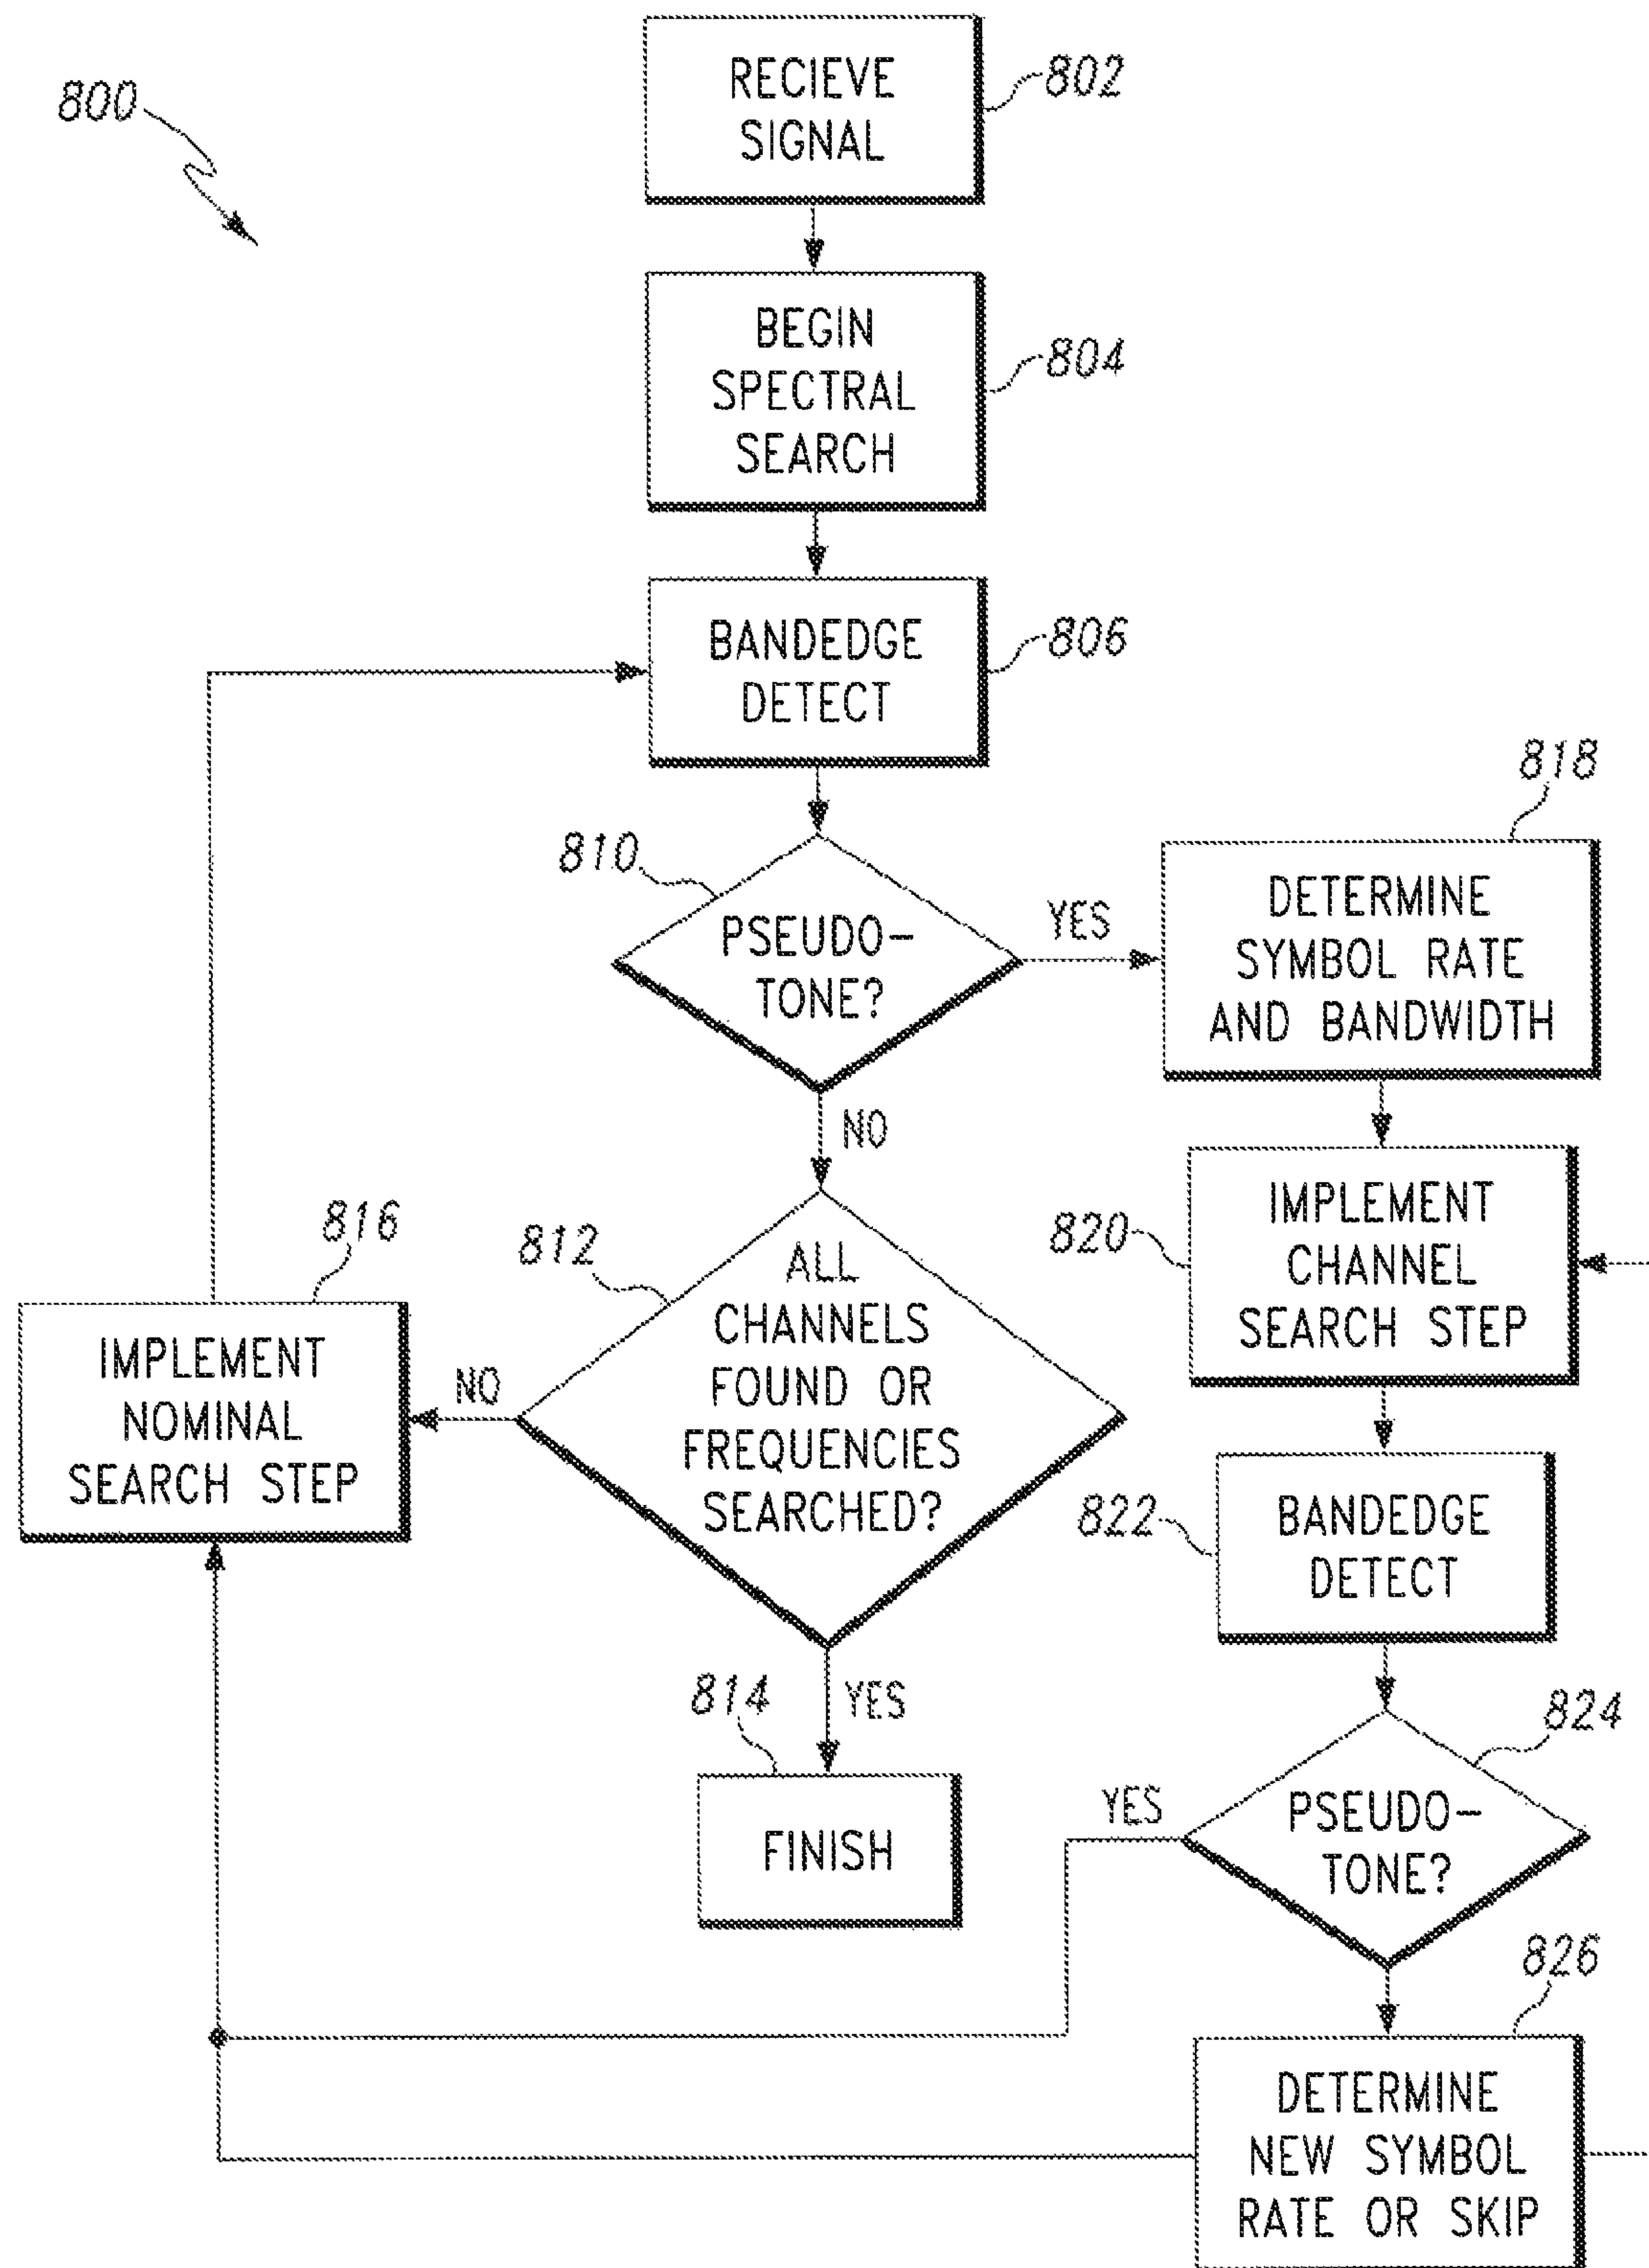 800
RECIEVE
SIGNAL
802
BEGIN
SPECTRAL
SEARCH
804
BANDEDGE
DETECT
806
810
PSEUDO-
TONE?
YES
NO
818
DETERMINE
SYMBOL RATE
AND BANDWIDTH
812
ALL
CHANNELS
FOUND OR
FREQUENCIES
SEARCHED?
NO
YES
816
IMPLEMENT
NOMINAL
SEARCH STEP
820
IMPLEMENT
CHANNEL
SEARCH STEP
822
BANDEDGE
DETECT
814
FINISH
824
PSEUDO-
TONE?
YES
826
DETERMINE
NEW SYMBOL
RATE OR SKIP